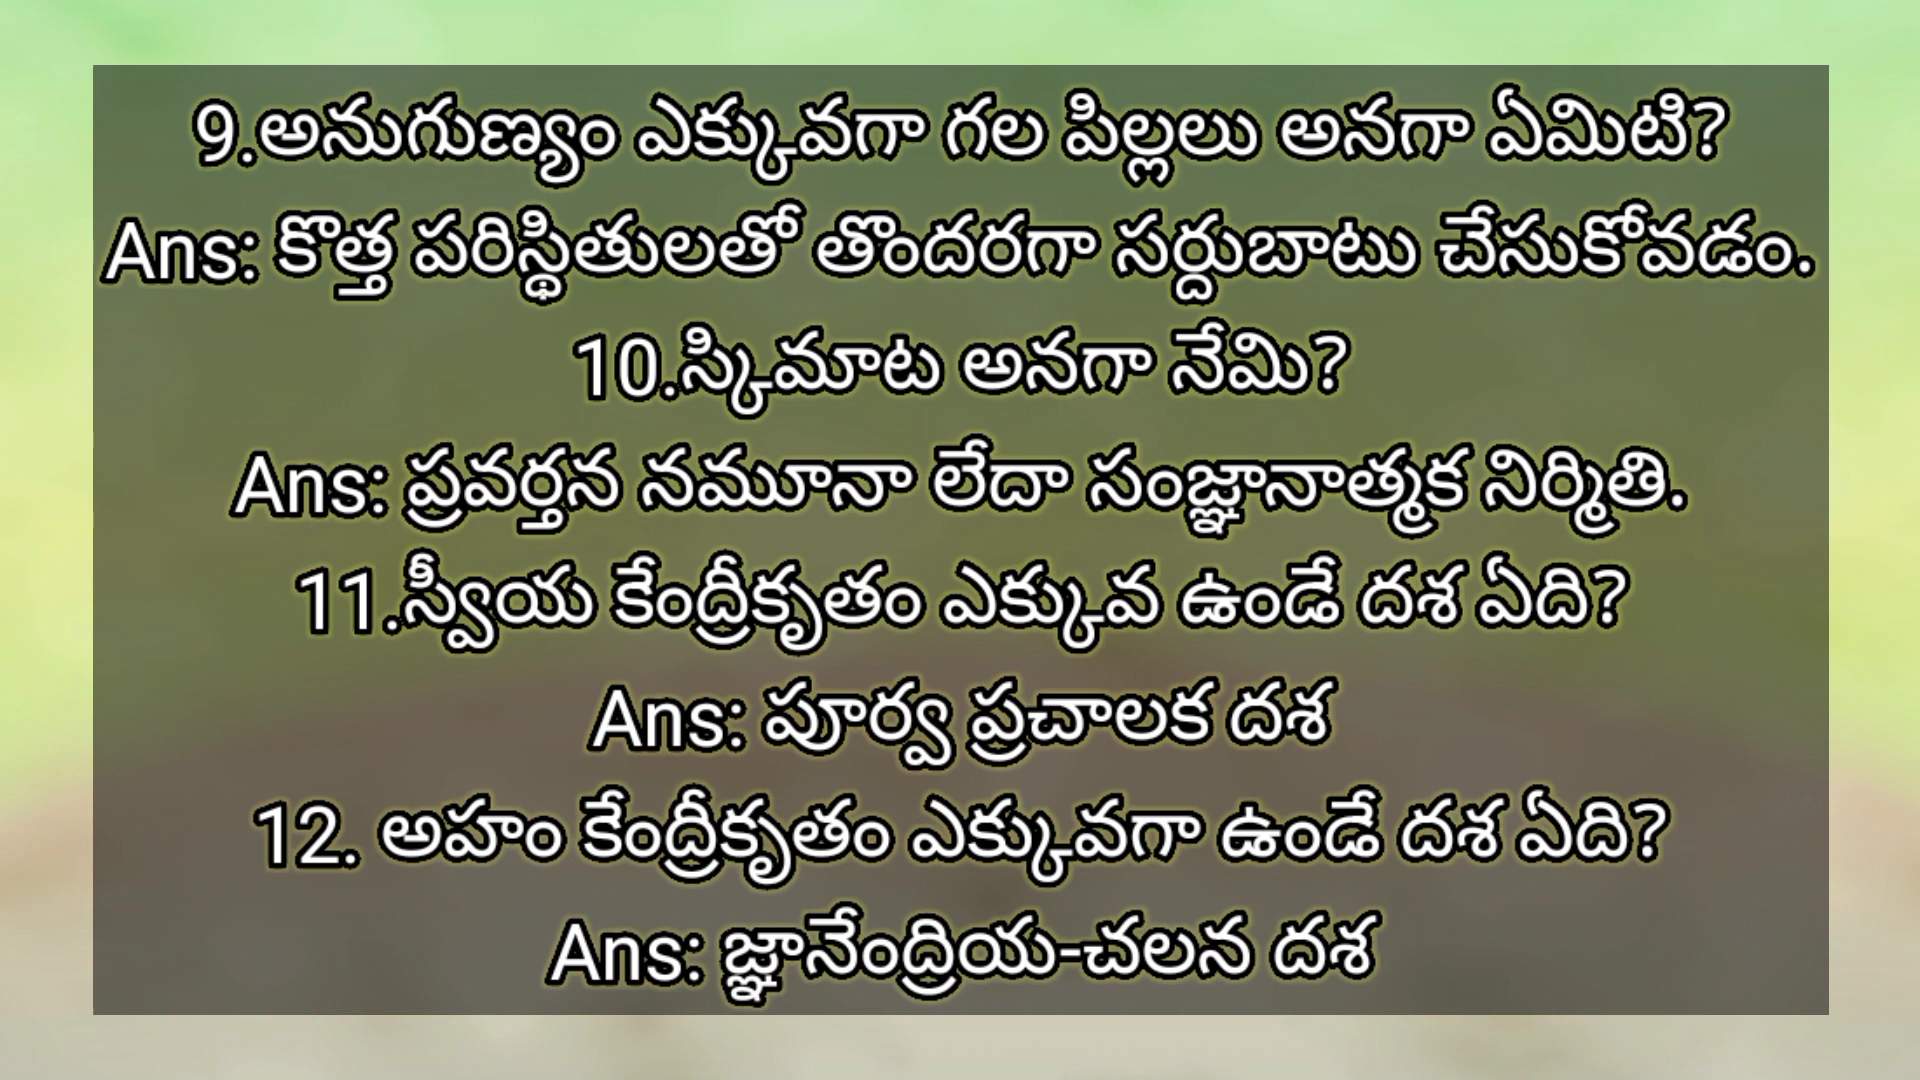 9.అనుగుణ్యం ఎక్కువగా గల పిల్లలు అనగా ఏమిటి?
Ans: కొత్త పరిస్థితులతో తొందరగా సర్దుబాటు చేసుకోవడం.
10.స్కిమాట అనగా నేమి?
Ans: ప్రవర్తన నమూనా లేదా సంజ్ఞానాత్మక నిర్మితి.
11.స్వీయ కేంద్రీకృతం ఎక్కువ ఉండే దశ ఏది?
Ans: పూర్వ ప్రచాలక దశ
12. అహం కేంద్రీకృతం ఎక్కువగా ఉండే దశ ఏది?
Ans: జ్ఞానేంద్రియ-చలన దశ